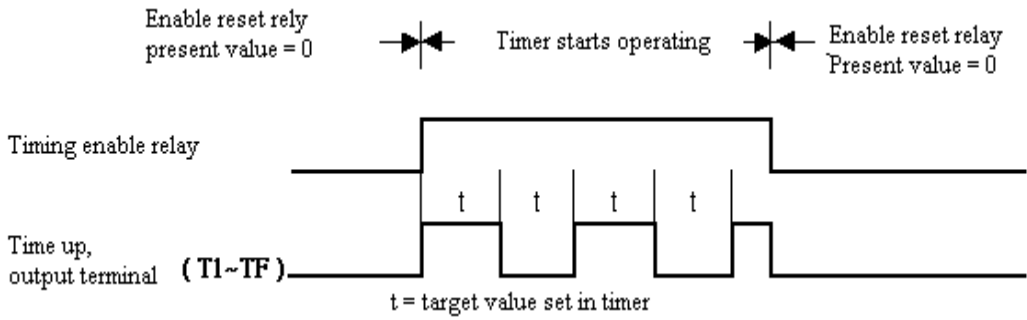 Enable reset rely
present value = 0
Timer starts operating
Enable reset relay
Present value = 0
Timing enable relay
t
t
t
t
Time up,
output terminal
( T1~TF )
t = target value set in timer